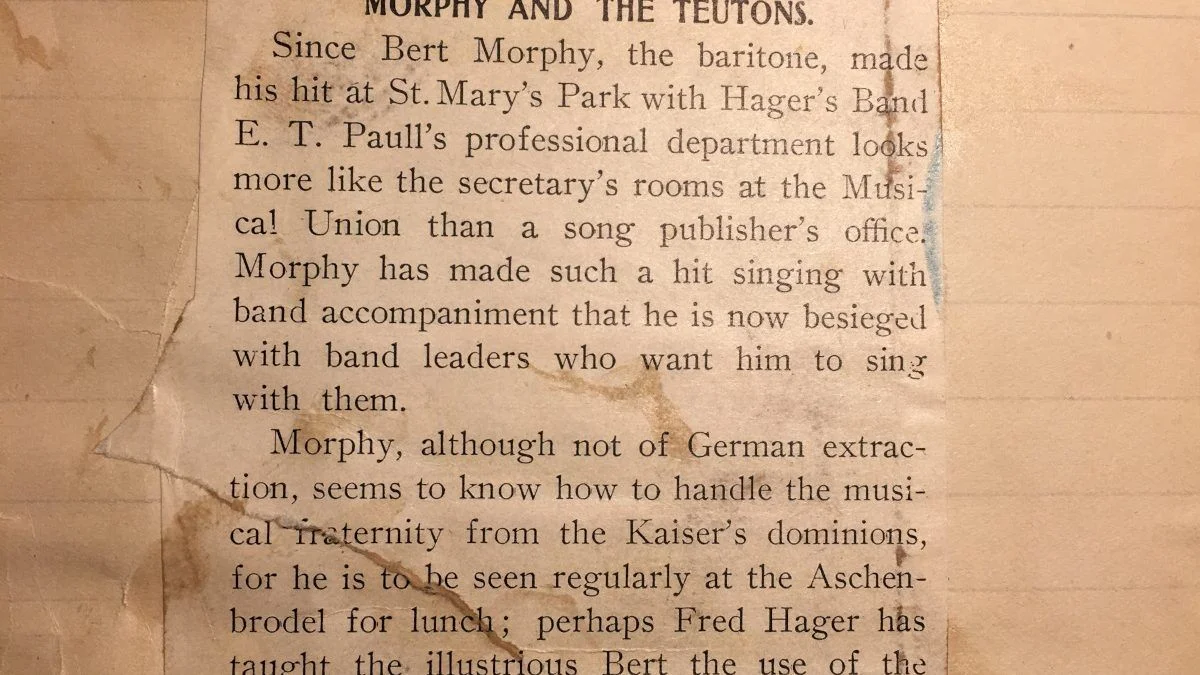 MORPHY AND THE TEUTONS.
Since Bert Morphy, the baritone, made
his hit at St. Mary's Park with Hager's Band
E. T. Paull's professional department looks
more like the secretary's rooms at the Musi-
cal Union than a song publisher's office.
Morphy has made such a hit singing with
band accompaniment that he is now besieged
with band leaders who want him to sing
with them.
Morphy, although not of German extrac-
tion, seems to know how to handle the musi-
cal fraternity from the Kaiser's dominions,
for he is to be seen regularly at the Aschen-
brodel for lunch; perhaps Fred Hager has
taught the illustrious Bert the use of the